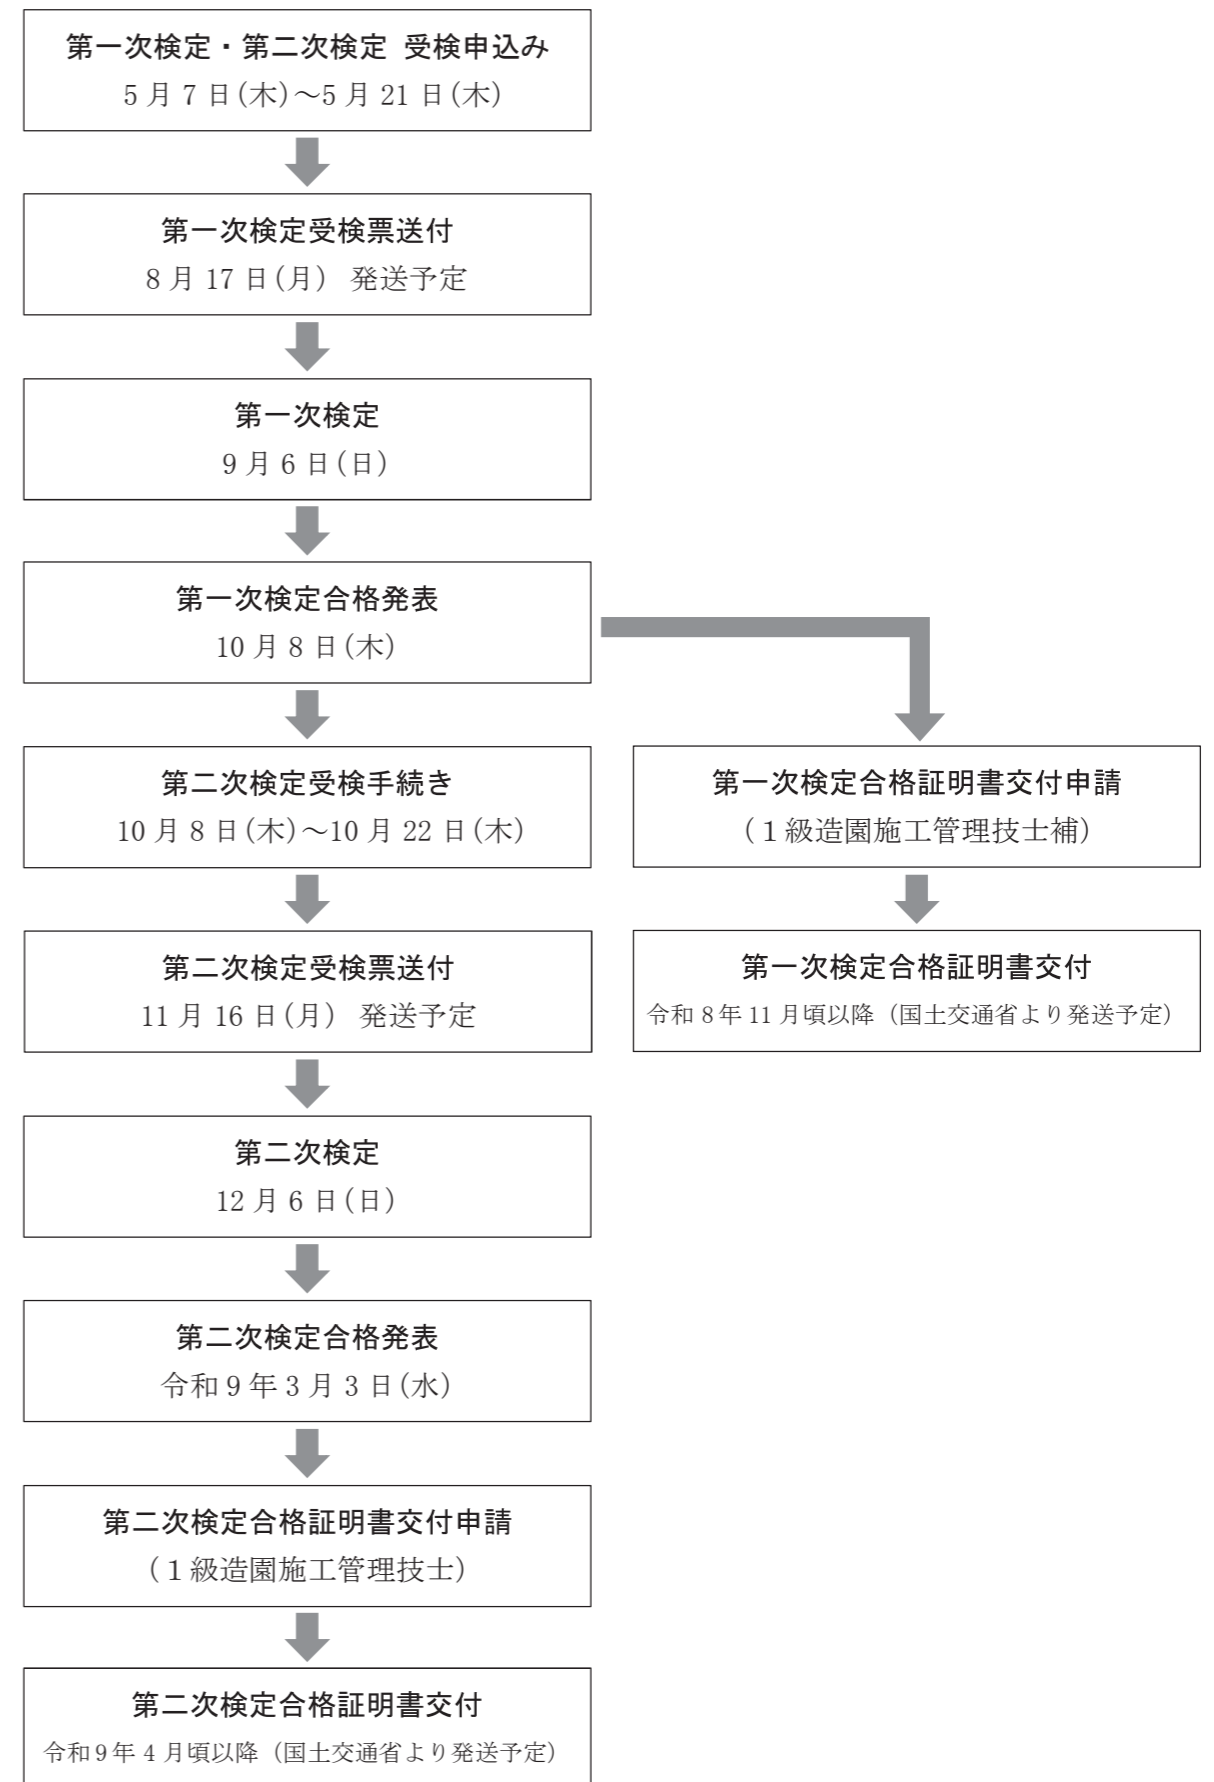 第一次検定・第二次検定 受検申込み
5月7日(木)～5月21日(木)
第一次検定受検票送付
8月17日(月) 発送予定
第一次検定
9月6日(日)
第一次検定合格発表
10月8日(木)
第二次検定受検手続き
10月8日(木)～10月22日(木)
第一次検定合格証明書交付申請
（１級造園施工管理技士補）
第二次検定受検票送付
11月16日(月) 発送予定
第一次検定合格証明書交付
令和8年11月頃以降（国土交通省より発送予定）
第二次検定
12月6日(日)
第二次検定合格発表
令和9年3月3日(水)
第二次検定合格証明書交付申請
（１級造園施工管理技士）
第二次検定合格証明書交付
令和9年4月頃以降（国土交通省より発送予定）